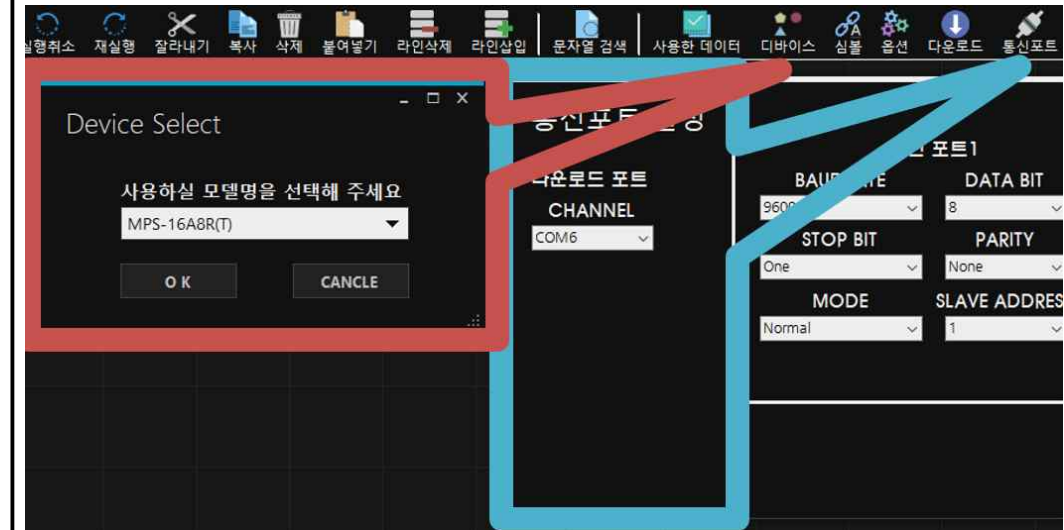 실행취소 재실행 잘라내기 복사 삭제 붙여넣기 라인삭제 라인삽입 문자열 검색 사용한 데이터 디바이스 심볼 옵션 다운로드 통신포트
Device Select
사용하실 모델명을 선택해 주세요
MPS-16A8R(T)
O K CANCLE
다운로드 포트
CHANNEL
COM6
포트1
DATA BIT
8
STOP BIT PARITY
One None
MODE SLAVE ADDRES
Normal 1